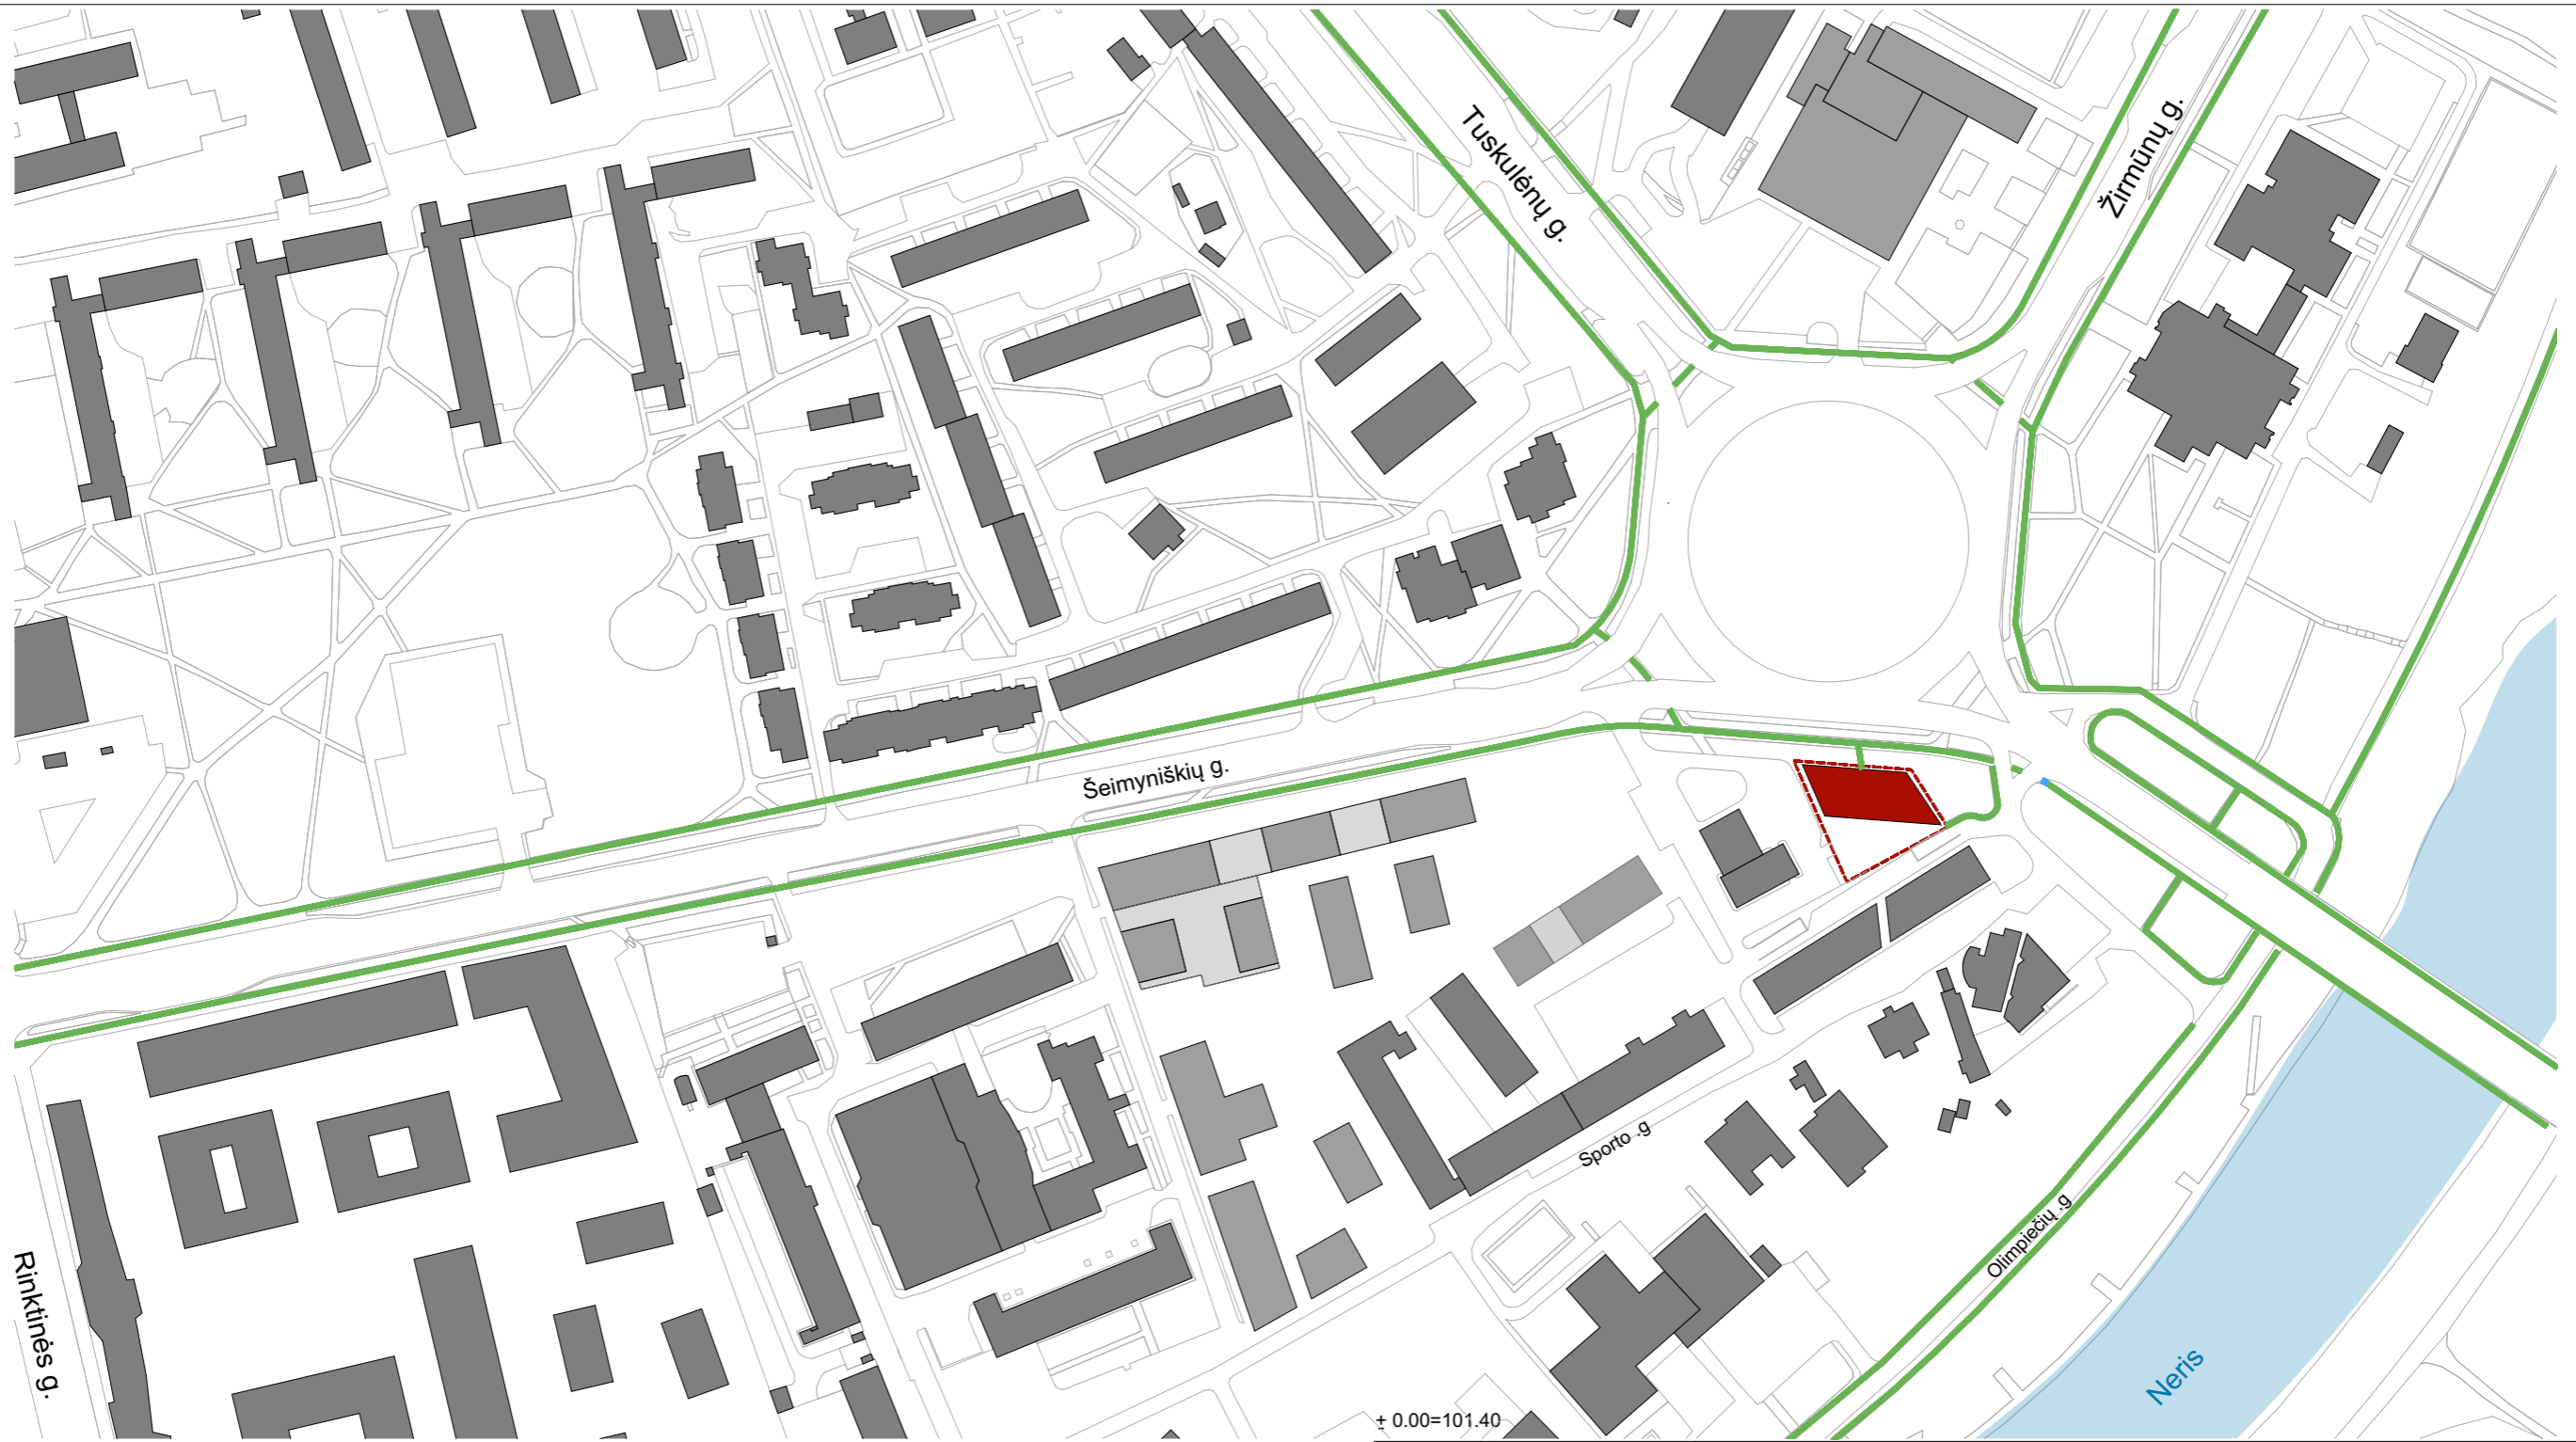 Tuskulėnų g.
Žirmūnų g.
Šeimyniškių g.
Sporto .g
Olimpiečių .g
Rinktinės g.
Neris
± 0.00=101.40